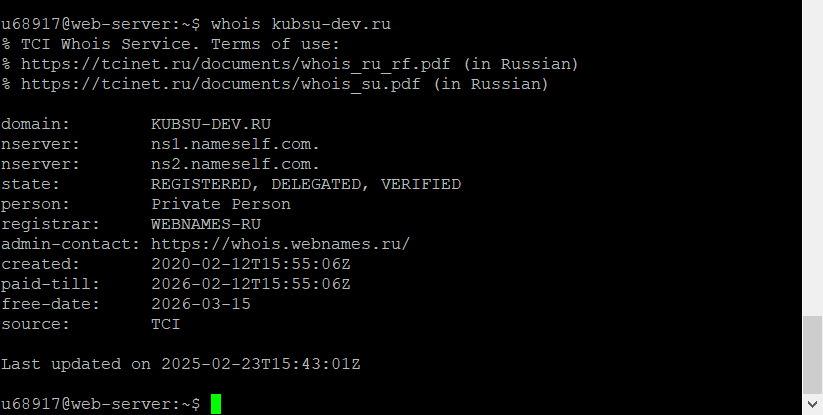 u68917@web-server:~$ whois kubsu-dev.ru
% TCI Whois Service. Terms of use:
% https://tcinet.ru/documents/whois_ru_rf.pdf (in Russian)
% https://tcinet.ru/documents/whois_su.pdf (in Russian)

domain:        KUBSU-DEV.RU
nserver:       ns1.nameself.com.
nserver:       ns2.nameself.com.
state:         REGISTERED, DELEGATED, VERIFIED
person:        Private Person
registrar:     WEBNAMES-RU
admin-contact: https://whois.webnames.ru/
created:       2020-02-12T15:55:06Z
paid-till:     2026-02-12T15:55:06Z
free-date:     2026-03-15
source:        TCI

Last updated on 2025-02-23T15:43:01Z

u68917@web-server:~$